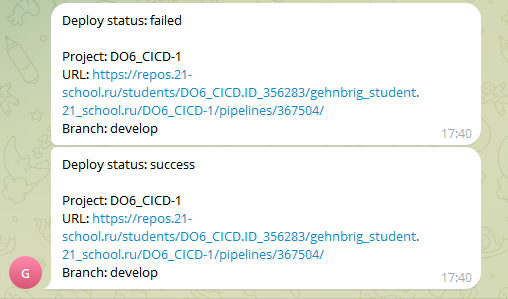 Deploy status: failed
Project: DO6_CICD-1
URL: https://repos.21-
school.ru/students/DO6_CICD.ID_356283/gehnbrig_student.
21_school.ru/DO6_CICD-1/pipelines/367504/
Branch: develop
17:40
Deploy status: success
Project: DO6_CICD-1
URL: https://repos.21-
school.ru/students/DO6_CICD.ID_356283/gehnbrig_student.
21_school.ru/DO6_CICD-1/pipelines/367504/
Branch: develop
17:40
G